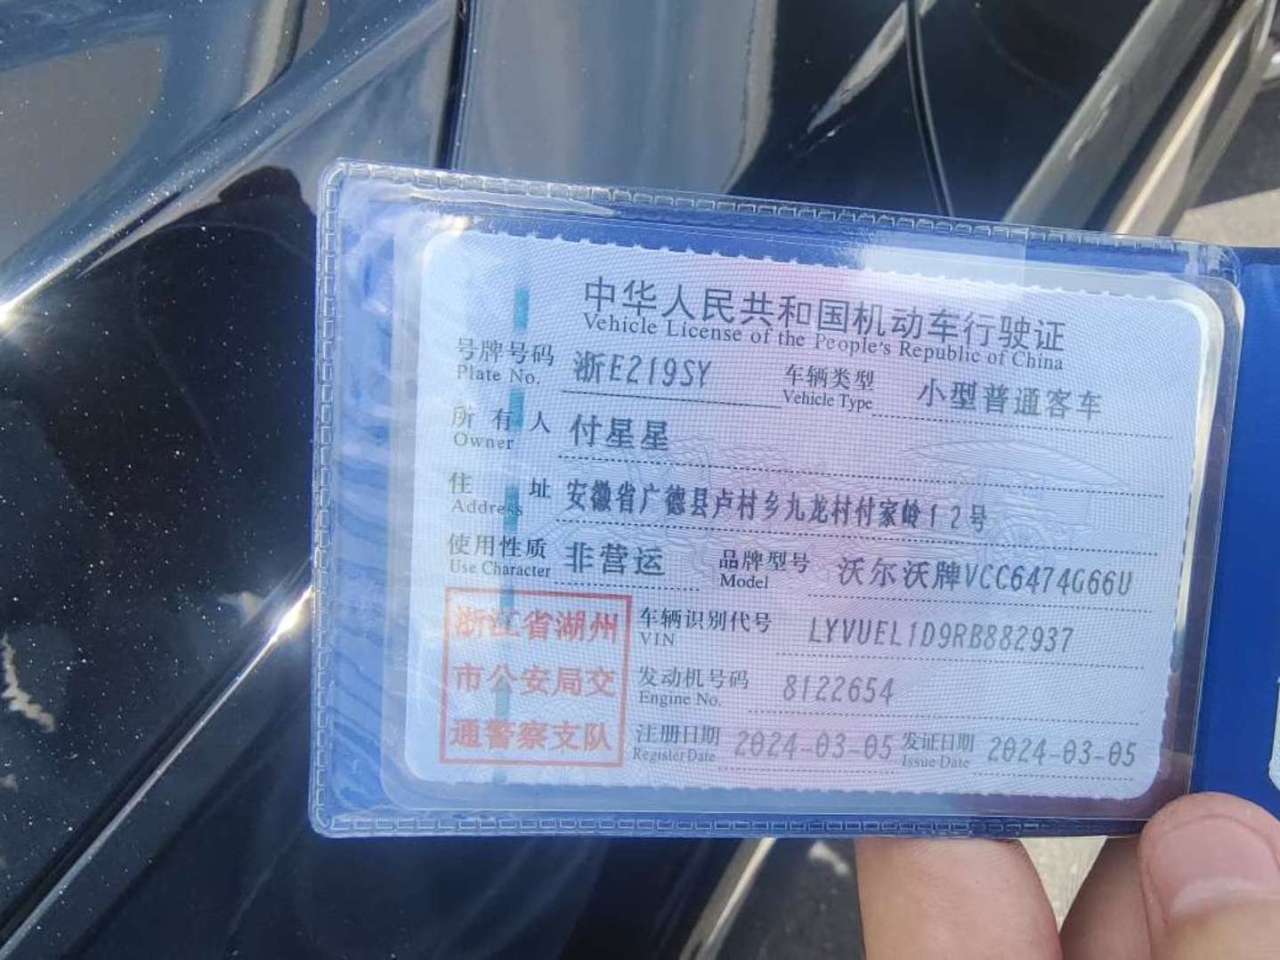 中华人民共和国机动车行驶证
Vehicle License of the People's Republic of China
号牌号码 浙E219SY 车辆类型 小型普通客车
Plate No. Vehicle Type
所有人 付星星
Owner
住址 安徽省广德县卢村乡九龙村付家岭12号
Address
使用性质 非营运 品牌型号 沃尔沃牌VCC6474G66U
Use Character Model
浙江省湖州
市公安局交
通警察支队
车辆识别代号 LYVUEL1D9RB882937
VIN
发动机号码 8122654
Engine No.
注册日期 2024-03-05 发证日期 2024-03-05
Register Date Issue Date